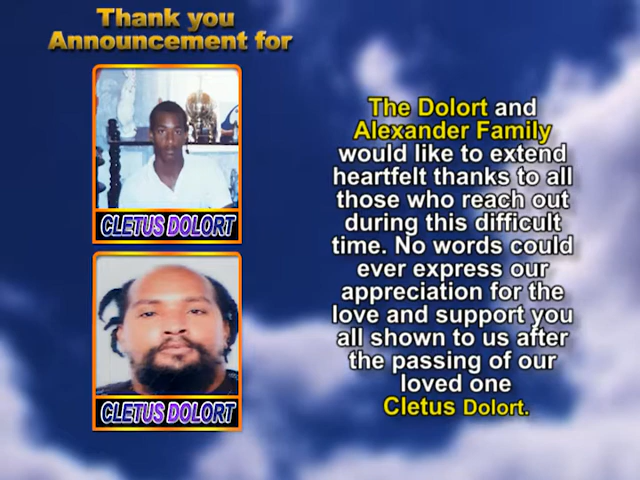 Thank you
Announcement for
CLETUS DOLORT
CLETUS DOLORT
The Dolort and
Alexander Family
would like to extend
heartfelt thanks to all
those who reach out
during this difficult
time. No words could
ever express our
appreciation for the
love and support you
all shown to us after
the passing of our
loved one
Cletus Dolort.